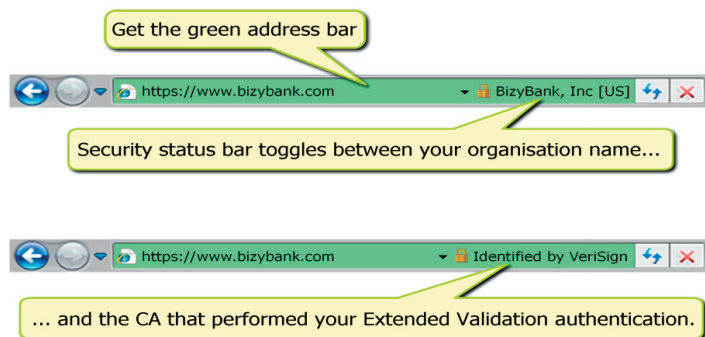 Get the green address bar
https://www.bizybank.com BizyBank, Inc [US]
Security status bar toggles between your organisation name...
https://www.bizybank.com Identified by VeriSign
... and the CA that performed your Extended Validation authentication.